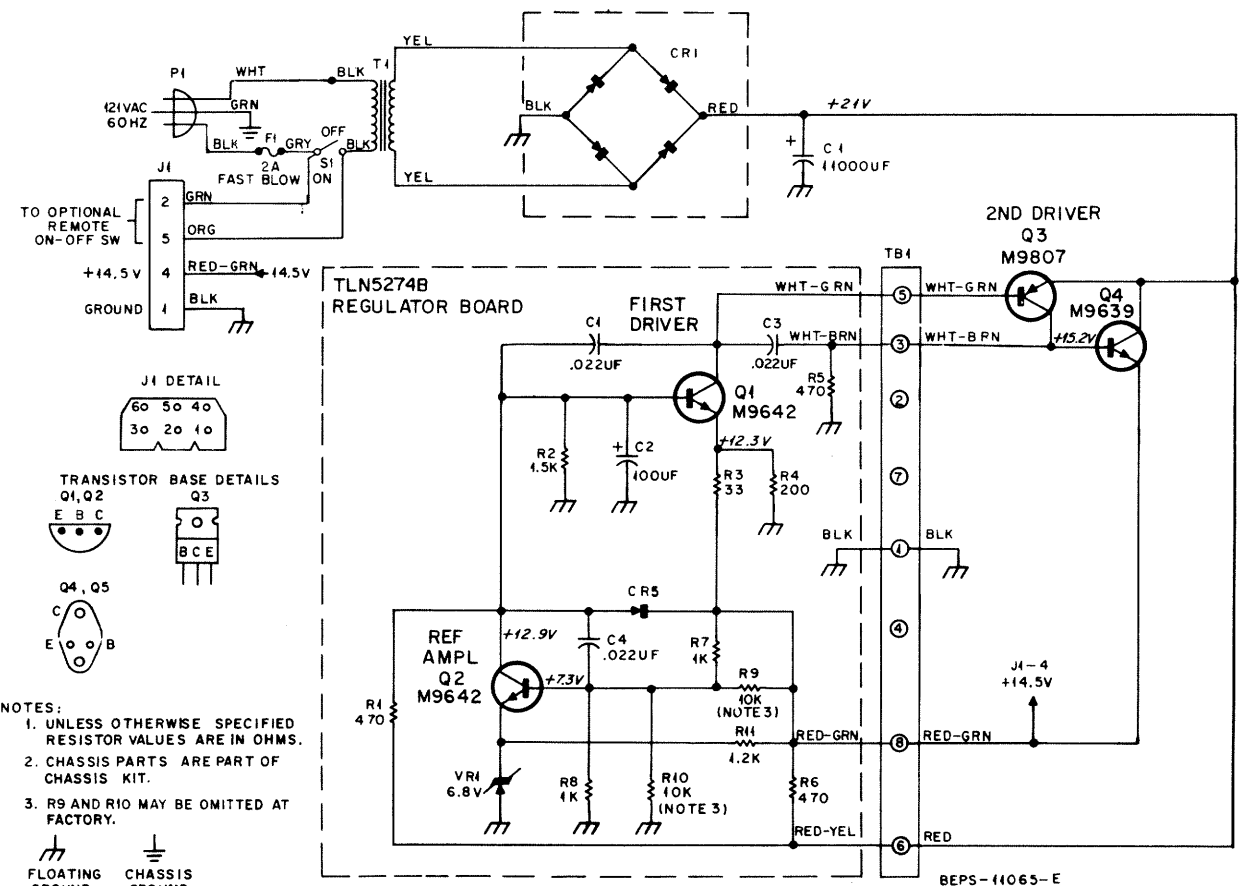 P1
WHT
BLK
T1
YEL
CR1
121VAC
60HZ
GRN
BLK
F1
GRY
OFF
S1
BLK
2A
FAST BLOW
ON
YEL
BLK
RED
+21V
+
C1
11000UF
J1
TO OPTIONAL
REMOTE
ON-OFF SW
2
GRN
5
ORG
+14.5V
4
RED-GRN
14.5V
GROUND
1
BLK
TLN5274B
REGULATOR BOARD
FIRST
DRIVER
WHT-GRN
TB1
5
WHT-GRN
2ND DRIVER
Q3
M9807
Q4
M9639
C1
.022UF
C3
.022UF
WHT-BRN
3
WHT-BRN
+15.2V
R5
470
Q1
M9642
2
R2
1.5K
+
C2
100UF
+12.3V
R3
33
R4
200
7
BLK
1
BLK
J1 DETAIL
6 5 4
3 2 1
TRANSISTOR BASE DETAILS
Q1,Q2
E B C
Q3
B C E
Q4, Q5
C
E
B
CR5
4
REF
AMPL
Q2
M9642
+12.9V
C4
.022UF
+7.3V
R7
1K
R9
10K
(NOTE 3)
R1
470
R11
1.2K
RED-GRN
8
RED-GRN
J1-4
+14.5V
VR1
6.8V
R8
1K
R10
10K
(NOTE 3)
R6
470
RED-YEL
6
RED
NOTES:
1. UNLESS OTHERWISE SPECIFIED
RESISTOR VALUES ARE IN OHMS.
2. CHASSIS PARTS ARE PART OF
CHASSIS KIT.
3. R9 AND R10 MAY BE OMITTED AT
FACTORY.
FLOATING
GROUND
CHASSIS
GROUND
BEPS-11065-E